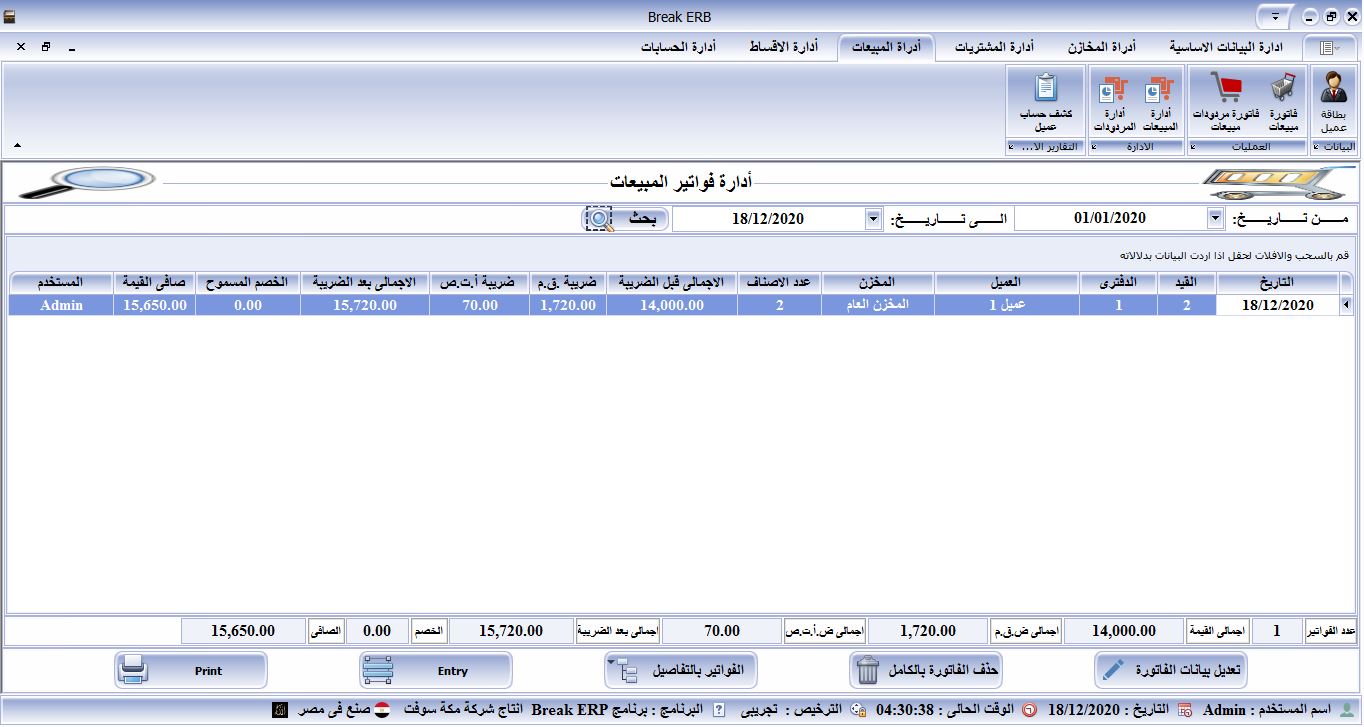 Break ERB
ادارة البيانات الاساسية أدراة المخازن أدارة المشتريات أدراة المبيعات أدارة الاقساط أدارة الحسابات
بطاقة عميل
فاتورة مبيعات
فاتورة مردودات مبيعات
أدارة المبيعات
أدارة المردودات
كشف حساب عميل
البيانات العمليات الادارة التقارير الا...
أدارة فواتير المبيعات
مـــن تـــاريـــخ: 01/01/2020 الـــى تـــاريـــخ: 18/12/2020 بحث
قم بالسحب والافلات لحقل اذا اردت البيانات بدلالاته
التاريخ القيد الدفترى العميل المخزن عدد الاصناف الاجمالى قبل الضريبة ضريبة ق.م ضريبة أ.ت.ص الاجمالى بعد الضريبة الخصم المسموح صافى القيمة المستخدم
18/12/2020 2 1 عميل 1 المخزن العام 2 14,000.00 1,720.00 70.00 15,720.00 0.00 15,650.00 Admin
عدد الفواتير 1 اجمالى القيمة 14,000.00 اجمالى ض.ق.م 1,720.00 اجمالى ض.أ.ت.ص 70.00 اجمالى بعد الضريبة 15,720.00 الخصم 0.00 الصافى 15,650.00
تعديل بيانات الفاتورة حذف الفاتورة بالكامل الفواتير بالتفاصيل Entry Print
اسم المستخدم : Admin التاريخ : 18/12/2020 الوقت الحالى : 04:30:38 الترخيص : تجريبى البرنامج : برنامج Break ERP انتاج شركة مكة سوفت صنع فى مصر